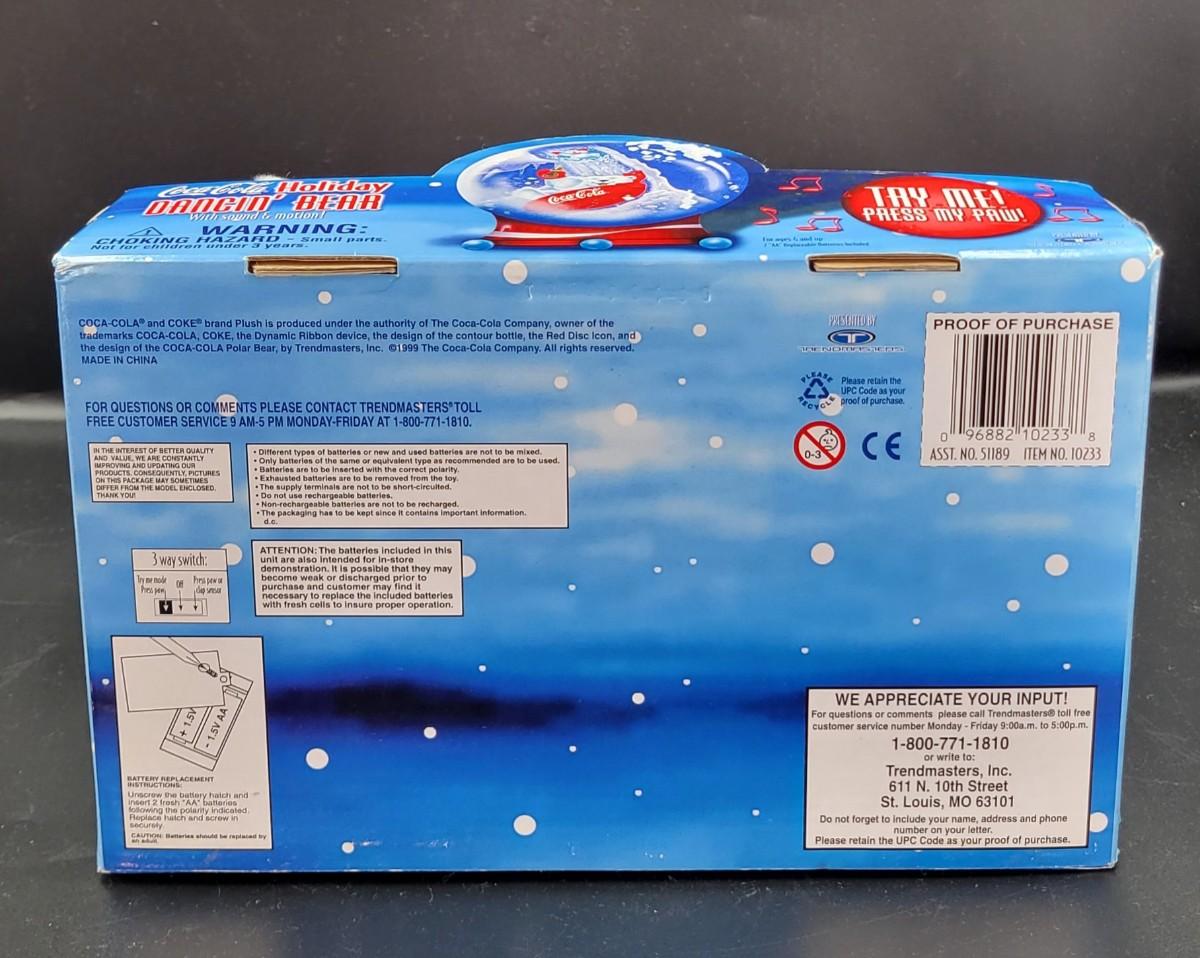 Coca-Cola Holiday
DANCIN' BEAR
With sound & motion!
WARNING:
CHOKING HAZARD - Small parts.
Not for children under 3 years.
Coca-Cola
For ages 6 and up
2 "AA" Replaceable Batteries Included
TRY ME!
PRESS MY PAW!
COCA-COLA® and COKE® brand Plush is produced under the authority of The Coca-Cola Company, owner of the
trademarks COCA-COLA, COKE, the Dynamic Ribbon device, the design of the contour bottle, the Red Disc Icon, and
the design of the COCA-COLA Polar Bear, by Trendmasters, Inc. ©1999 The Coca-Cola Company. All rights reserved.
MADE IN CHINA
FOR QUESTIONS OR COMMENTS PLEASE CONTACT TRENDMASTERS® TOLL
FREE CUSTOMER SERVICE 9 AM-5 PM MONDAY-FRIDAY AT 1-800-771-1810.
IN THE INTEREST OF BETTER QUALITY
AND VALUE, WE ARE CONSTANTLY
IMPROVING AND UPDATING OUR
PRODUCTS. CONSEQUENTLY, PICTURES
ON THIS PACKAGE MAY SOMETIMES
DIFFER FROM THE MODEL ENCLOSED.
THANK YOU!
• Different types of batteries or new and used batteries are not to be mixed.
• Only batteries of the same or equivalent type as recommended are to be used.
• Batteries are to be inserted with the correct polarity.
• Exhausted batteries are to be removed from the toy.
• The supply terminals are not to be short-circuited.
• Do not use rechargeable batteries.
• Non-rechargeable batteries are not to be recharged.
• The packaging has to be kept since it contains important information.
d.c.
3 way switch:
Try me mode
Press paw
Off
Press paw or
clap sensor
ATTENTION: The batteries included in this
unit are also intended for in-store
demonstration. It is possible that they may
become weak or discharged prior to
purchase and customer may find it
necessary to replace the included batteries
with fresh cells to insure proper operation.
+ 1.5V
- 1.5V AA
BATTERY REPLACEMENT
INSTRUCTIONS:
Unscrew the battery hatch and
insert 2 fresh "AA" batteries
following the polarity indicated.
Replace hatch and screw in
securely.
CAUTION: Batteries should be replaced by
an adult.
PRESENTED BY
TRENDMASTERS
PLEASE
RECYCLE
Please retain the
UPC Code as your
proof of purchase.
0-3
CE
PROOF OF PURCHASE
0 96882 10233 8
ASST. NO. 51189 ITEM NO. 10233
WE APPRECIATE YOUR INPUT!
For questions or comments please call Trendmasters® toll free
customer service number Monday - Friday 9:00a.m. to 5:00p.m.
1-800-771-1810
or write to:
Trendmasters, Inc.
611 N. 10th Street
St. Louis, MO 63101
Do not forget to include your name, address and phone
number on your letter.
Please retain the UPC Code as your proof of purchase.